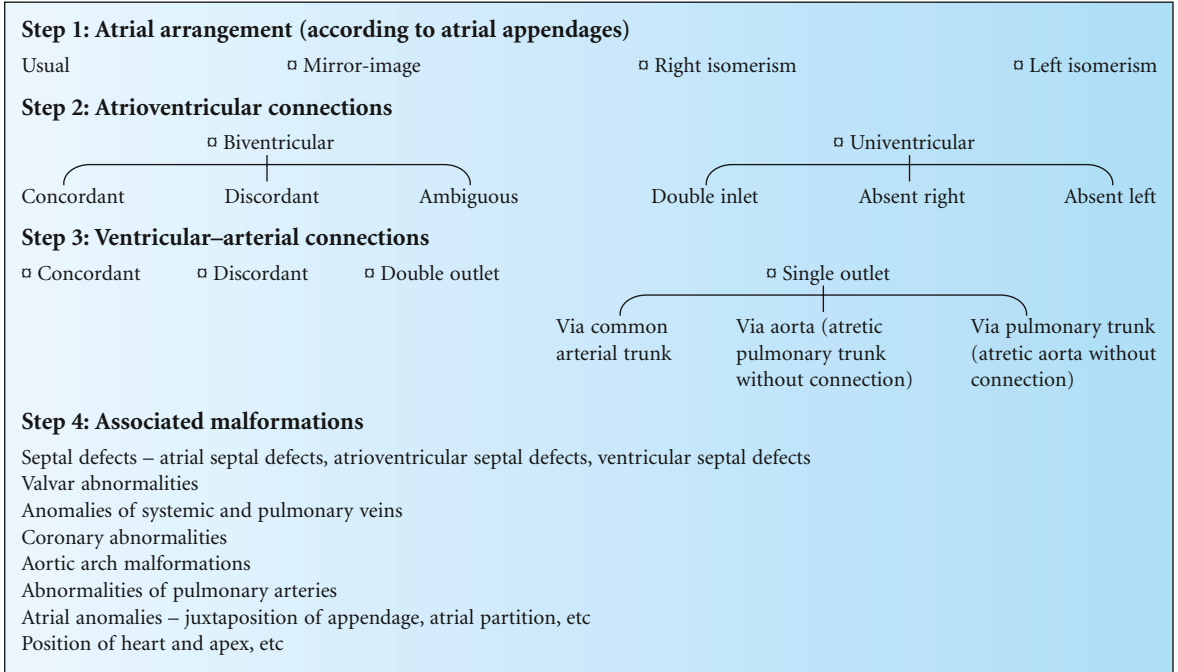 Step 1: Atrial arrangement (according to atrial appendages)
Usual ¤ Mirror-image ¤ Right isomerism ¤ Left isomerism
Step 2: Atrioventricular connections
¤ Biventricular ¤ Univentricular
Concordant Discordant Ambiguous Double inlet Absent right Absent left
Step 3: Ventricular–arterial connections
¤ Concordant ¤ Discordant ¤ Double outlet ¤ Single outlet
Via common
arterial trunk
Via aorta (atretic
pulmonary trunk
without connection)
Via pulmonary trunk
(atretic aorta without
connection)
Step 4: Associated malformations
Septal defects – atrial septal defects, atrioventricular septal defects, ventricular septal defects
Valvar abnormalities
Anomalies of systemic and pulmonary veins
Coronary abnormalities
Aortic arch malformations
Abnormalities of pulmonary arteries
Atrial anomalies – juxtaposition of appendage, atrial partition, etc
Position of heart and apex, etc